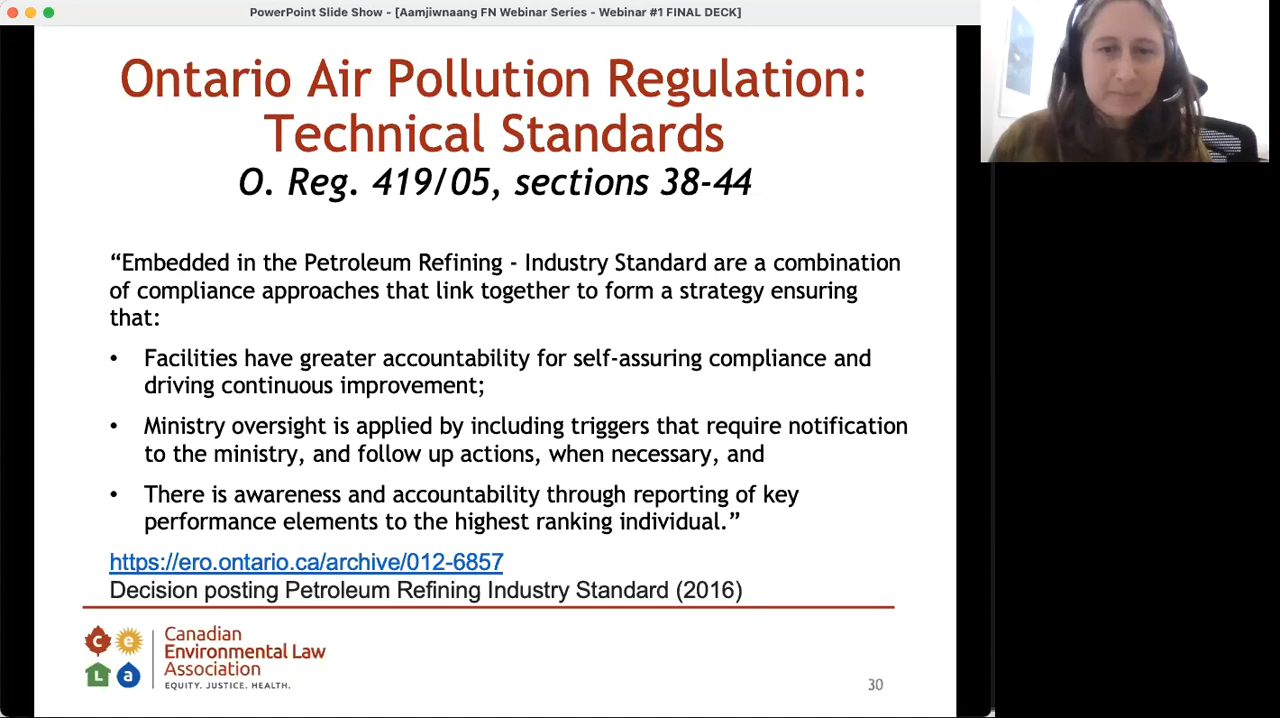 PowerPoint Slide Show - [Aamjiwnaang FN Webinar Series - Webinar #1 FINAL DECK]
Ontario Air Pollution Regulation:
Technical Standards
O. Reg. 419/05, sections 38-44
“Embedded in the Petroleum Refining - Industry Standard are a combination
of compliance approaches that link together to form a strategy ensuring
that:
• Facilities have greater accountability for self-assuring compliance and
driving continuous improvement;
• Ministry oversight is applied by including triggers that require notification
to the ministry, and follow up actions, when necessary, and
• There is awareness and accountability through reporting of key
performance elements to the highest ranking individual.”
https://ero.ontario.ca/archive/012-6857
Decision posting Petroleum Refining Industry Standard (2016)
C e
L a
Canadian
Environmental Law
Association
EQUITY. JUSTICE. HEALTH.
30